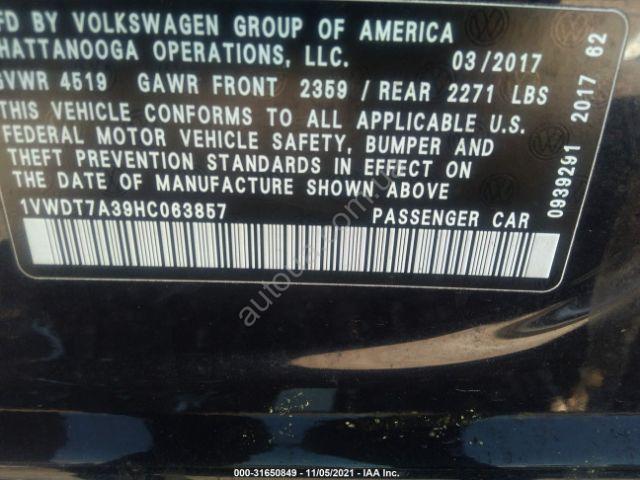 FD BY VOLKSWAGEN GROUP OF AMERICA
HATTANOOGA OPERATIONS, LLC. 03/2017
VWR 4519 GAWR FRONT 2359 / REAR 2271 LBS
THIS VEHICLE CONFORMS TO ALL APPLICABLE U.S.
FEDERAL MOTOR VEHICLE SAFETY, BUMPER AND
THEFT PREVENTION STANDARDS IN EFFECT ON
THE DATE OF MANUFACTURE SHOWN ABOVE
1VWDT7A39HC063857 PASSENGER CAR
0939291 2017 62
000-31650849 - 11/05/2021 - IAA Inc.